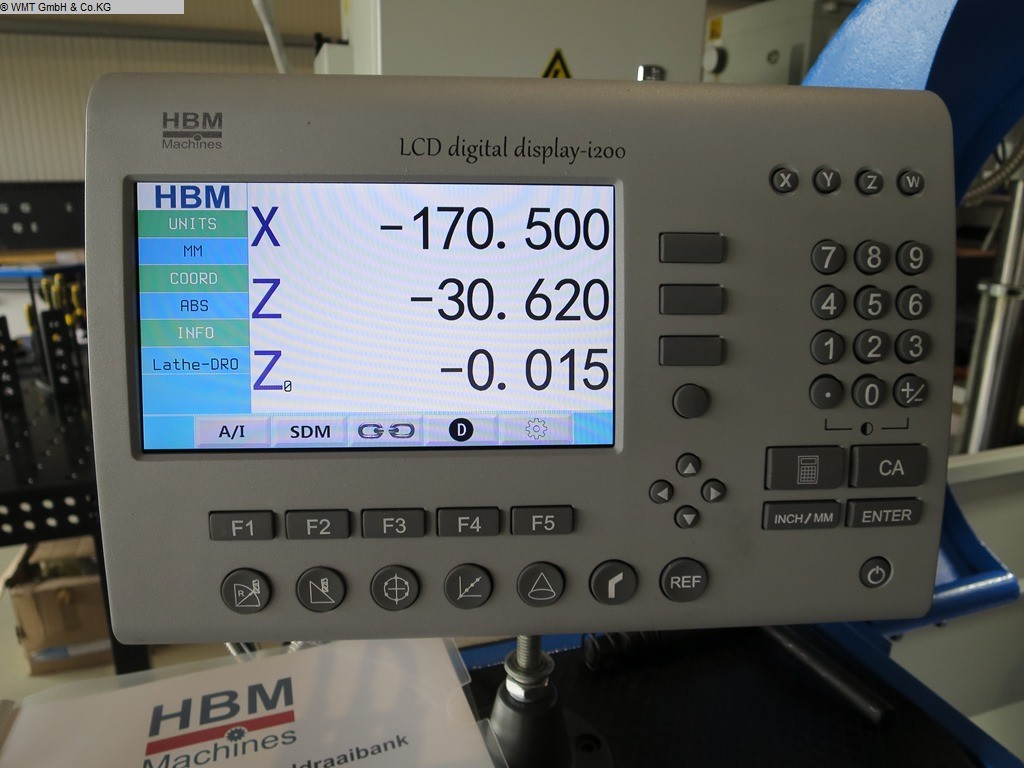 © WMT GmbH & Co.KG
HBM
Machines
LCD digital display-i200
HBM
UNITS
MM
COORD
ABS
INFO
Lathe-DRO
X -170.500
Z -30.620
Z0 -0.015
A/I SDM D
X Y Z W
7 8 9
4 5 6
1 2 3
. 0 +/-
CA
INCH/MM ENTER
F1 F2 F3 F4 F5
R REF
HBM
Machines